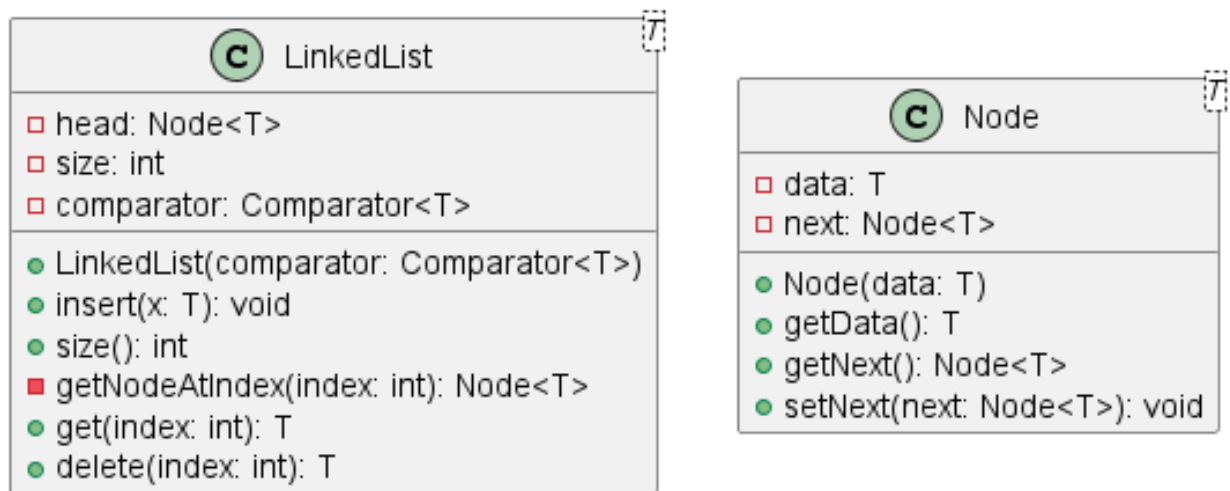 T
C LinkedList
head: Node<T>
size: int
comparator: Comparator<T>
LinkedList(comparator: Comparator<T>)
insert(x: T): void
size(): int
getNodeAtIndex(index: int): Node<T>
get(index: int): T
delete(index: int): T
T
C Node
data: T
next: Node<T>
Node(data: T)
getData(): T
getNext(): Node<T>
setNext(next: Node<T>): void